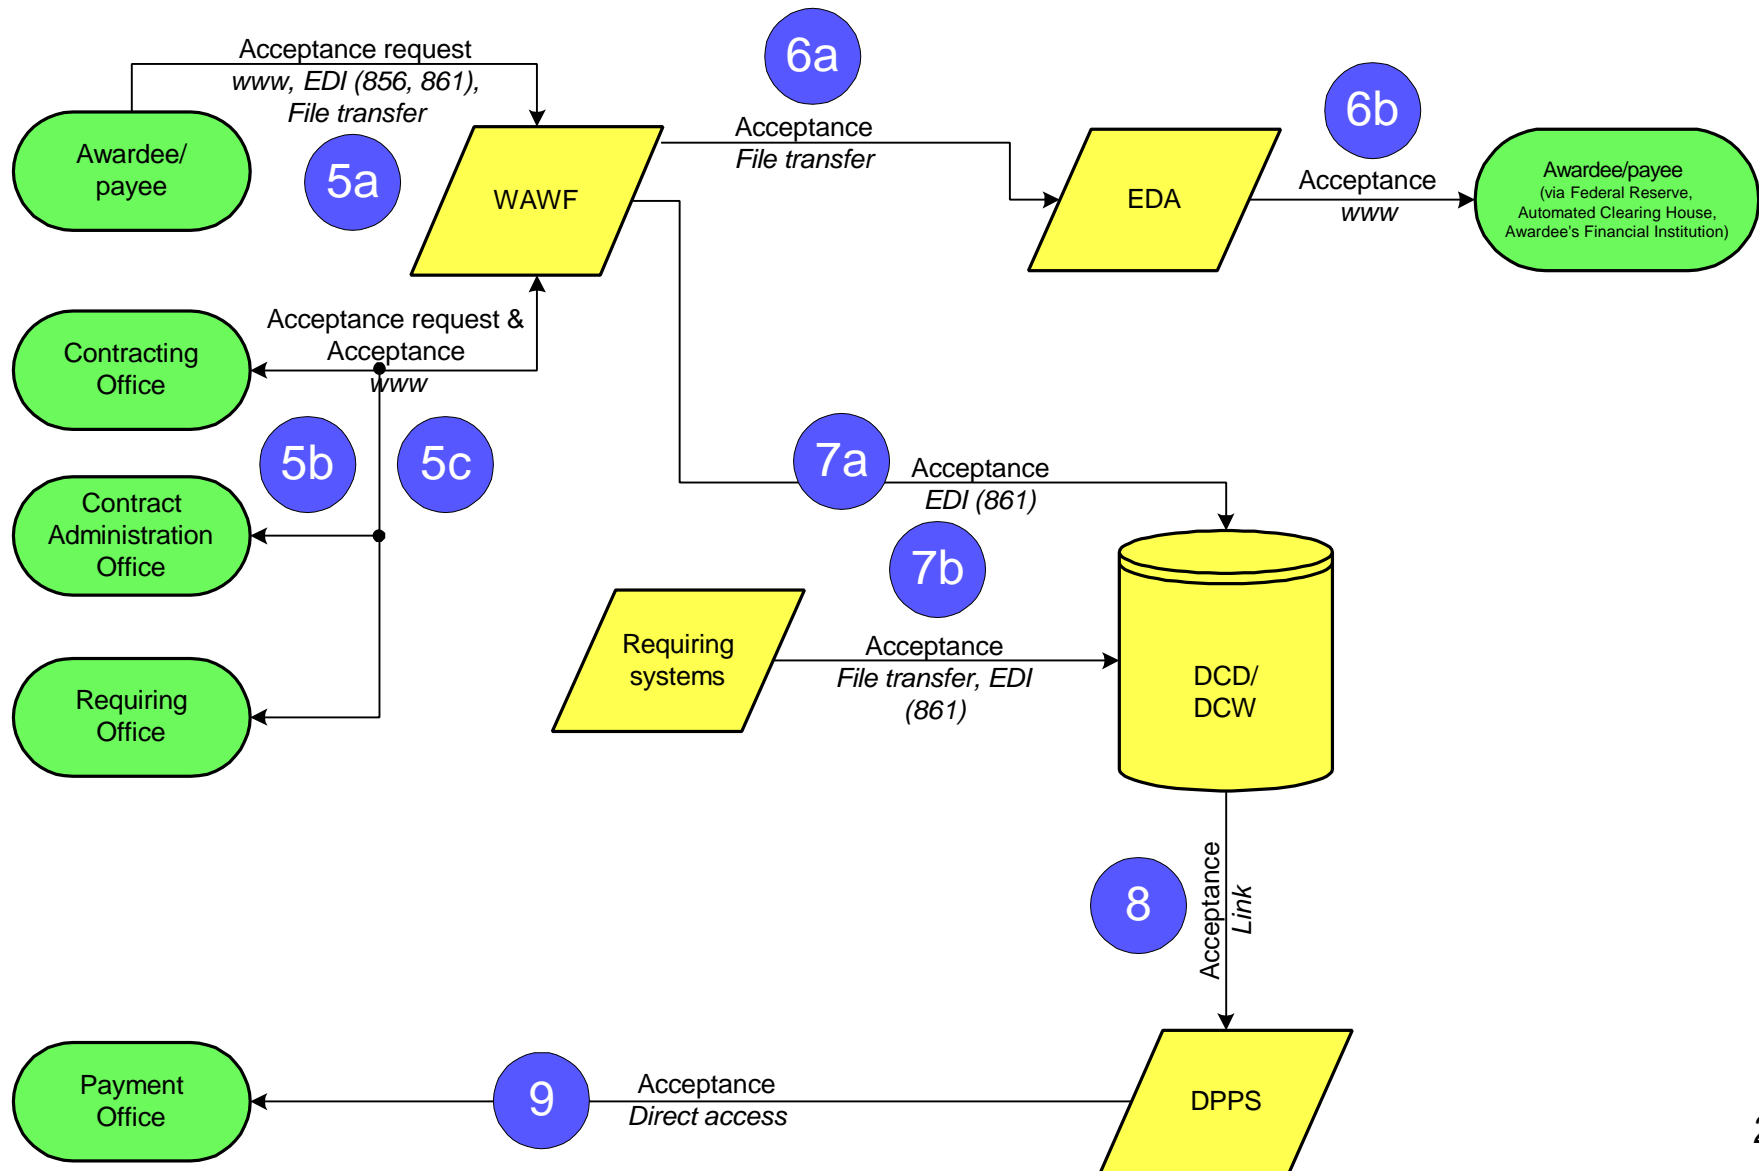 Acceptance request
www, EDI (856, 861),
File transfer
6a
6b
Awardee/
payee
5a
WAWF
Acceptance
File transfer
EDA
Acceptance
www
Awardee/payee
(via Federal Reserve,
Automated Clearing House,
Awardee's Financial Institution)
Contracting
Office
Acceptance request &
Acceptance
www
5b
5c
7a
Acceptance
EDI (861)
Contract
Administration
Office
7b
Requiring
systems
Acceptance
File transfer, EDI
(861)
DCD/
DCW
Requiring
Office
8
Acceptance
Link
Payment
Office
9
Acceptance
Direct access
DPPS